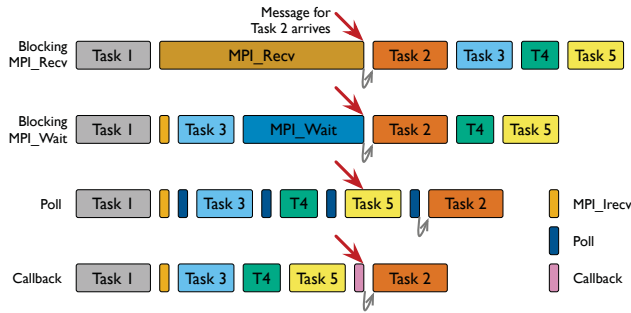 Message for
Task 2 arrives
Blocking
MPI_Recv
Task 1 MPI_Recv Task 2 Task 3 T4 Task 5
Blocking
MPI_Wait
Task 1 Task 3 MPI_Wait Task 2 T4 Task 5
Poll Task 1 Task 3 T4 Task 5 Task 2 MPI_Irecv
Poll
Callback Task 1 Task 3 T4 Task 5 Task 2 Callback